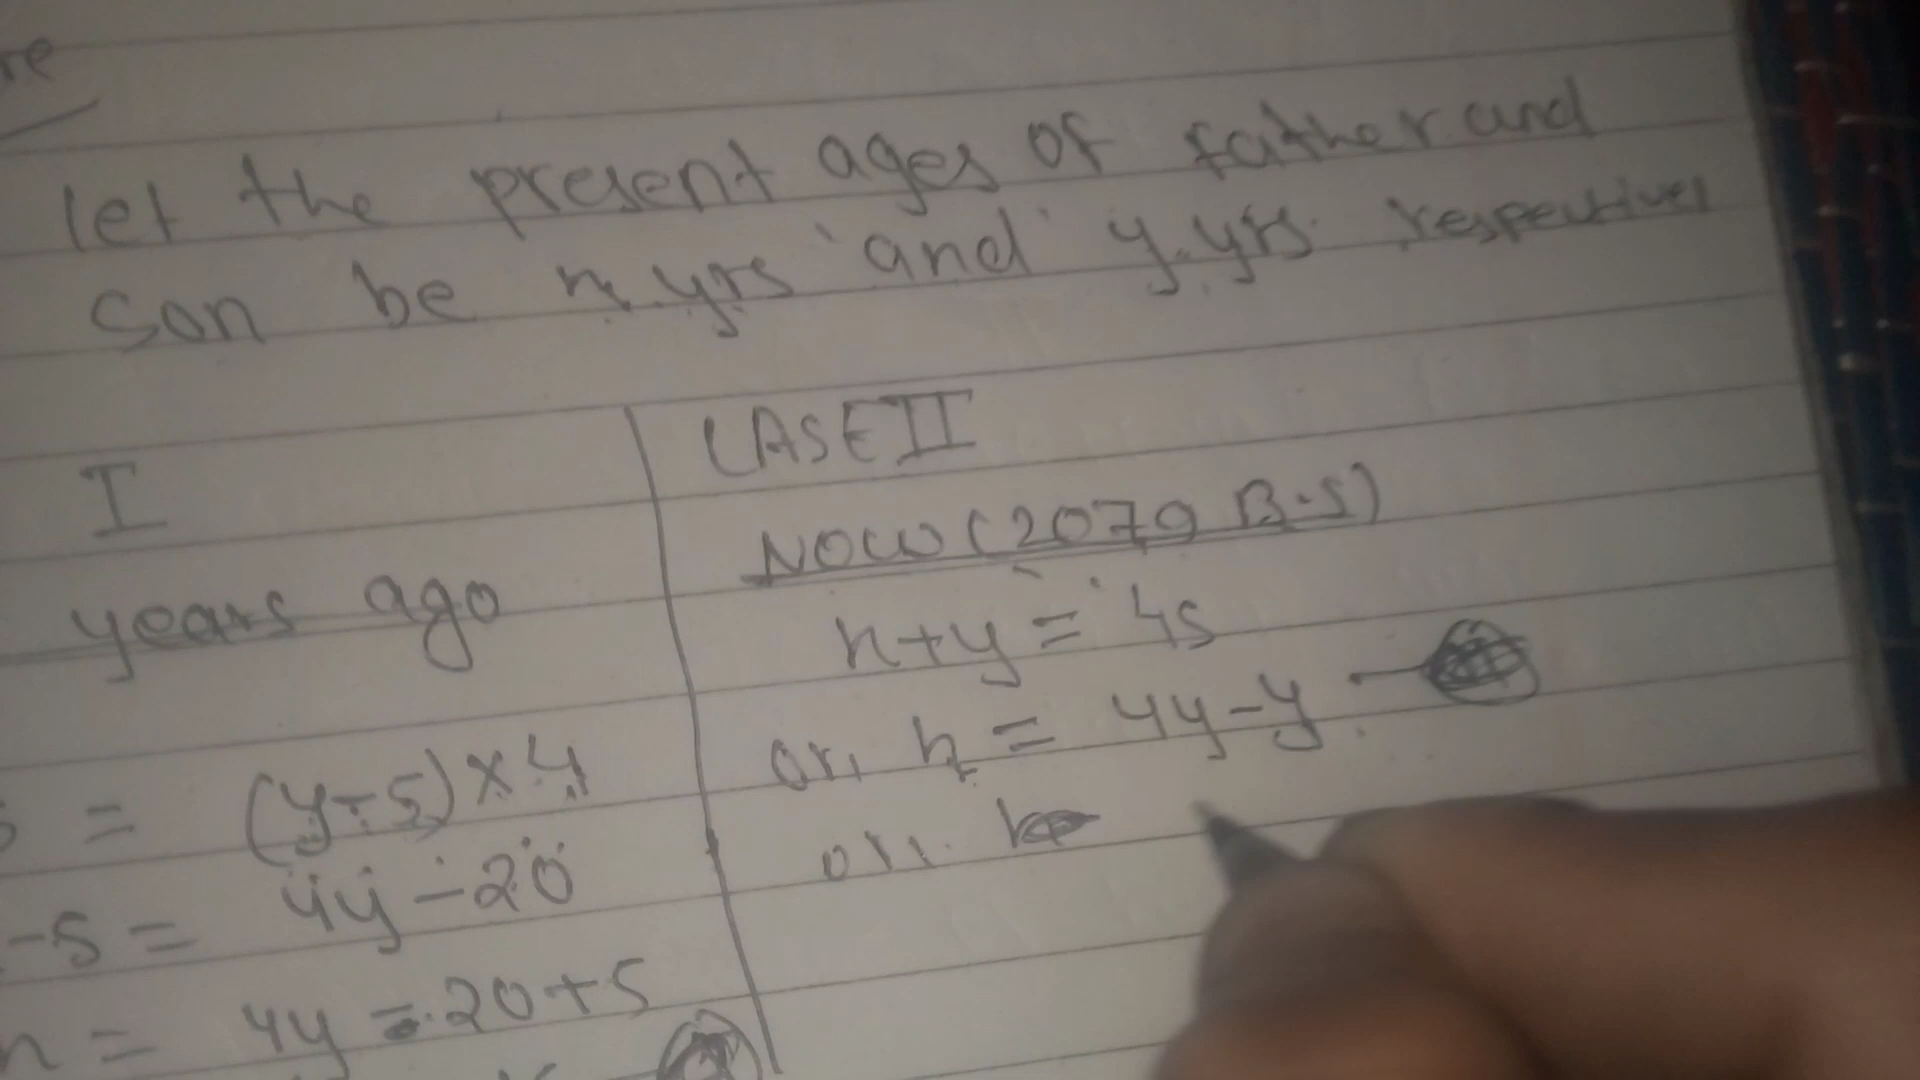 re
let the present ages of father and
son be x yrs and y yrs respectivel
I
years ago
= (y-5)×4
-5 = 4y-20
x = 4y-20+5
CASE II
NOW (2079 B.S)
x+y = 45
or, x = 4y-y
or,